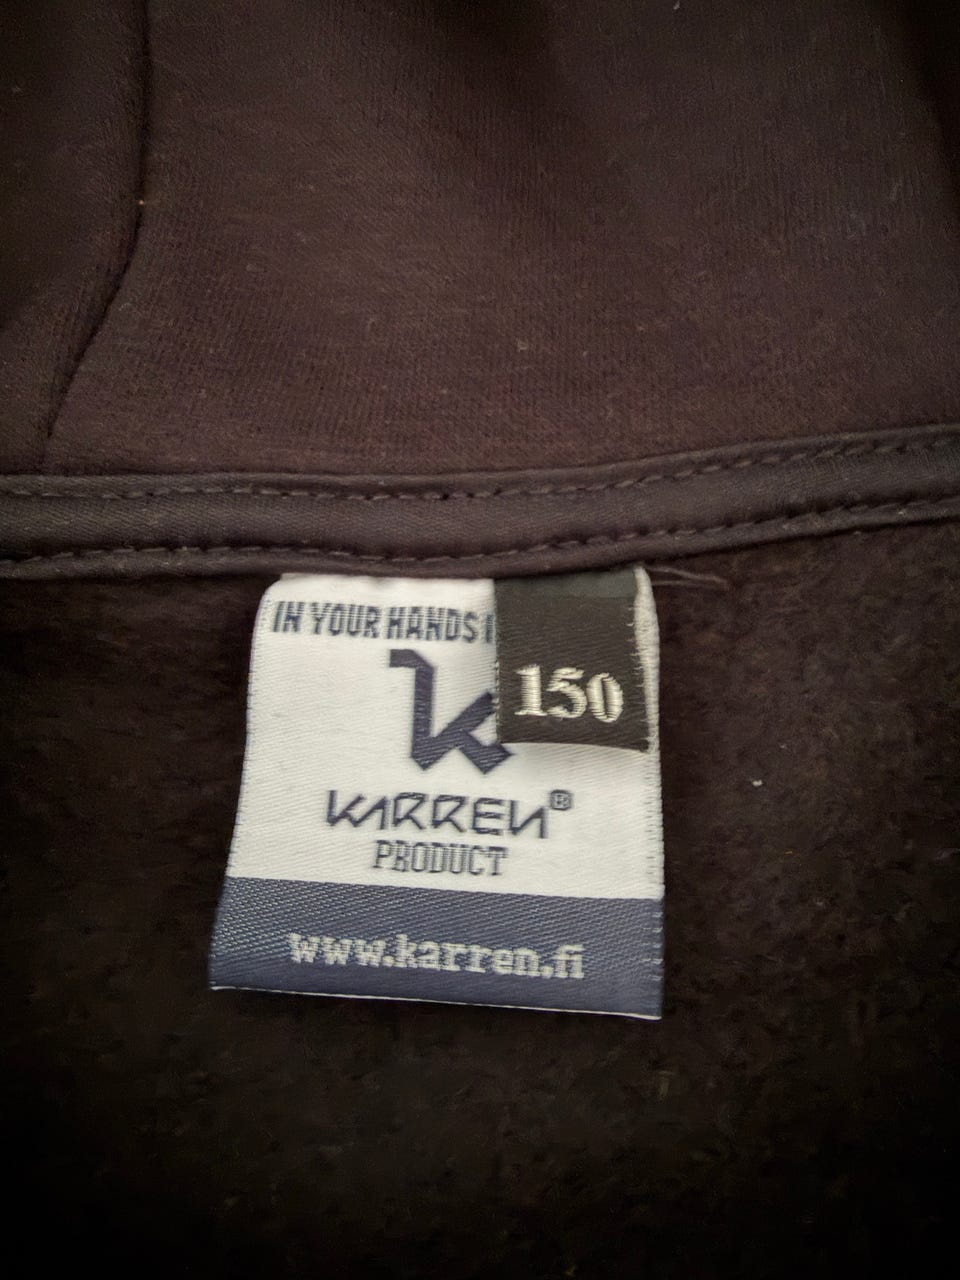 IN YOUR HANDS
150
k
KARREN®
PRODUCT
www.karren.fi